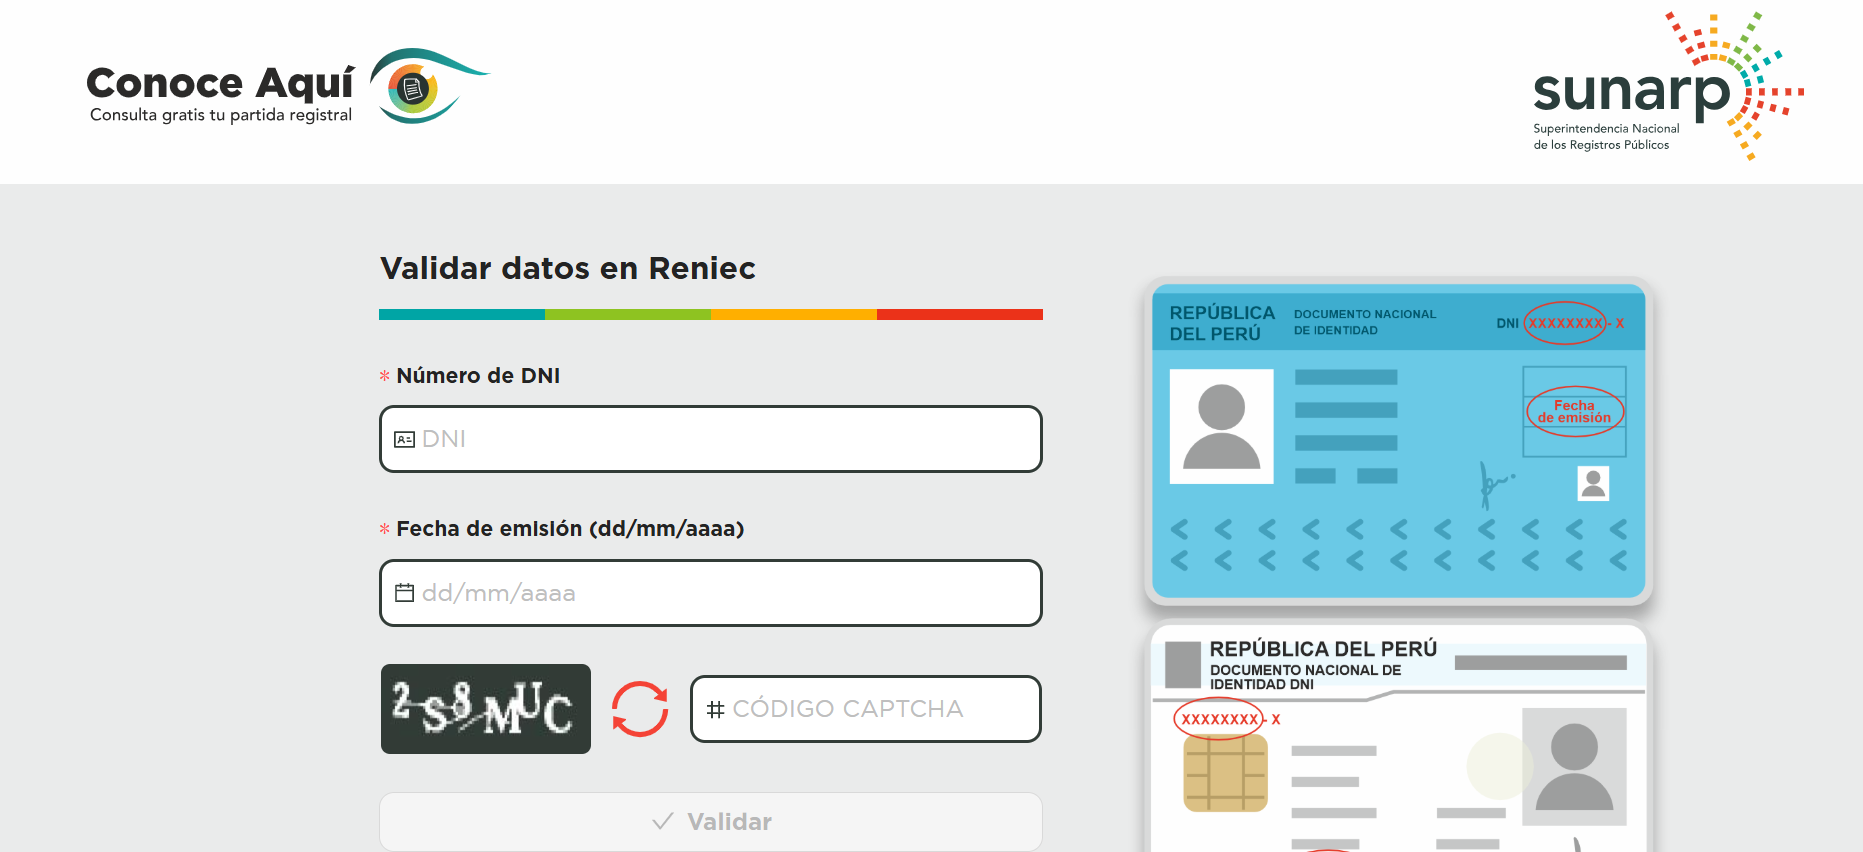 Conoce Aquí
Consulta gratis tu partida registral
sunarp
Superintendencia Nacional
de los Registros Públicos
Validar datos en Reniec
* Número de DNI
DNI
* Fecha de emisión (dd/mm/aaaa)
dd/mm/aaaa
2S8MUC
CÓDIGO CAPTCHA
Validar
REPÚBLICA
DEL PERÚ
DOCUMENTO NACIONAL
DE IDENTIDAD
DNI XXXXXXXX - X
Fecha
de emisión
REPÚBLICA DEL PERÚ
DOCUMENTO NACIONAL DE
IDENTIDAD DNI
XXXXXXXX - X